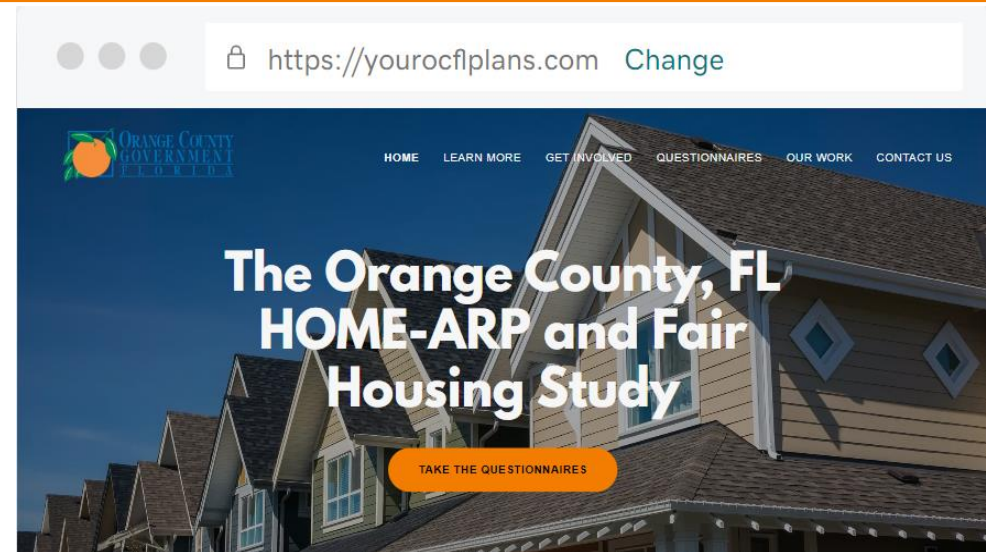 https://yourocflplans.com Change
ORANGE COUNTY
GOVERNMENT
FLORIDA
HOME LEARN MORE GET INVOLVED QUESTIONNAIRES OUR WORK CONTACT US
The Orange County, FL
HOME-ARP and Fair
Housing Study
TAKE THE QUESTIONNAIRES